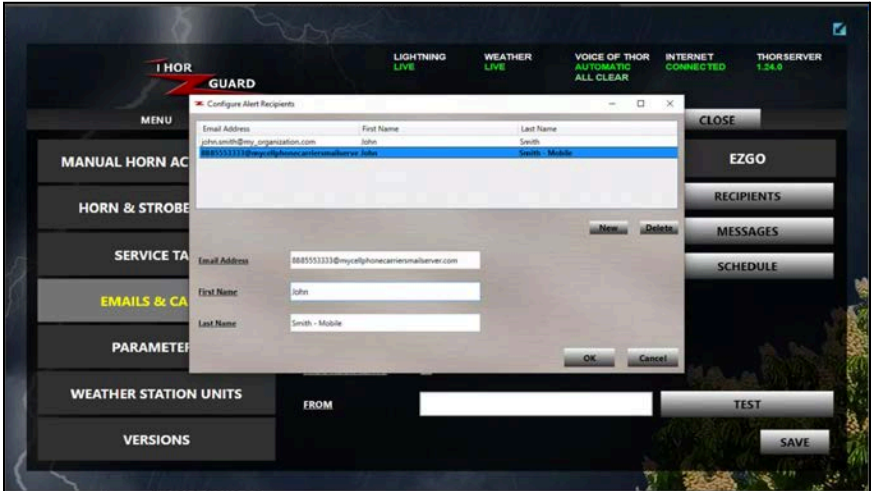 THOR
GUARD
LIGHTNING
LIVE
WEATHER
LIVE
VOICE OF THOR
AUTOMATIC
ALL CLEAR
INTERNET
CONNECTED
THORSERVER
1.24.0
MENU
CLOSE
Configure Alert Recipients
Email Address First Name Last Name
john.smith@my_organization.com John Smith
8885553333@mycellphonecarriersmailserve John Smith - Mobile
New Delete
Email Address 8885553333@mycellphonecarriersmailserver.com
First Name John
Last Name Smith - Mobile
OK Cancel
MANUAL HORN AC
HORN & STROBE
SERVICE TA
EMAILS & CA
PARAMETER
WEATHER STATION UNITS
VERSIONS
EZGO
RECIPIENTS
MESSAGES
SCHEDULE
FROM
TEST
SAVE